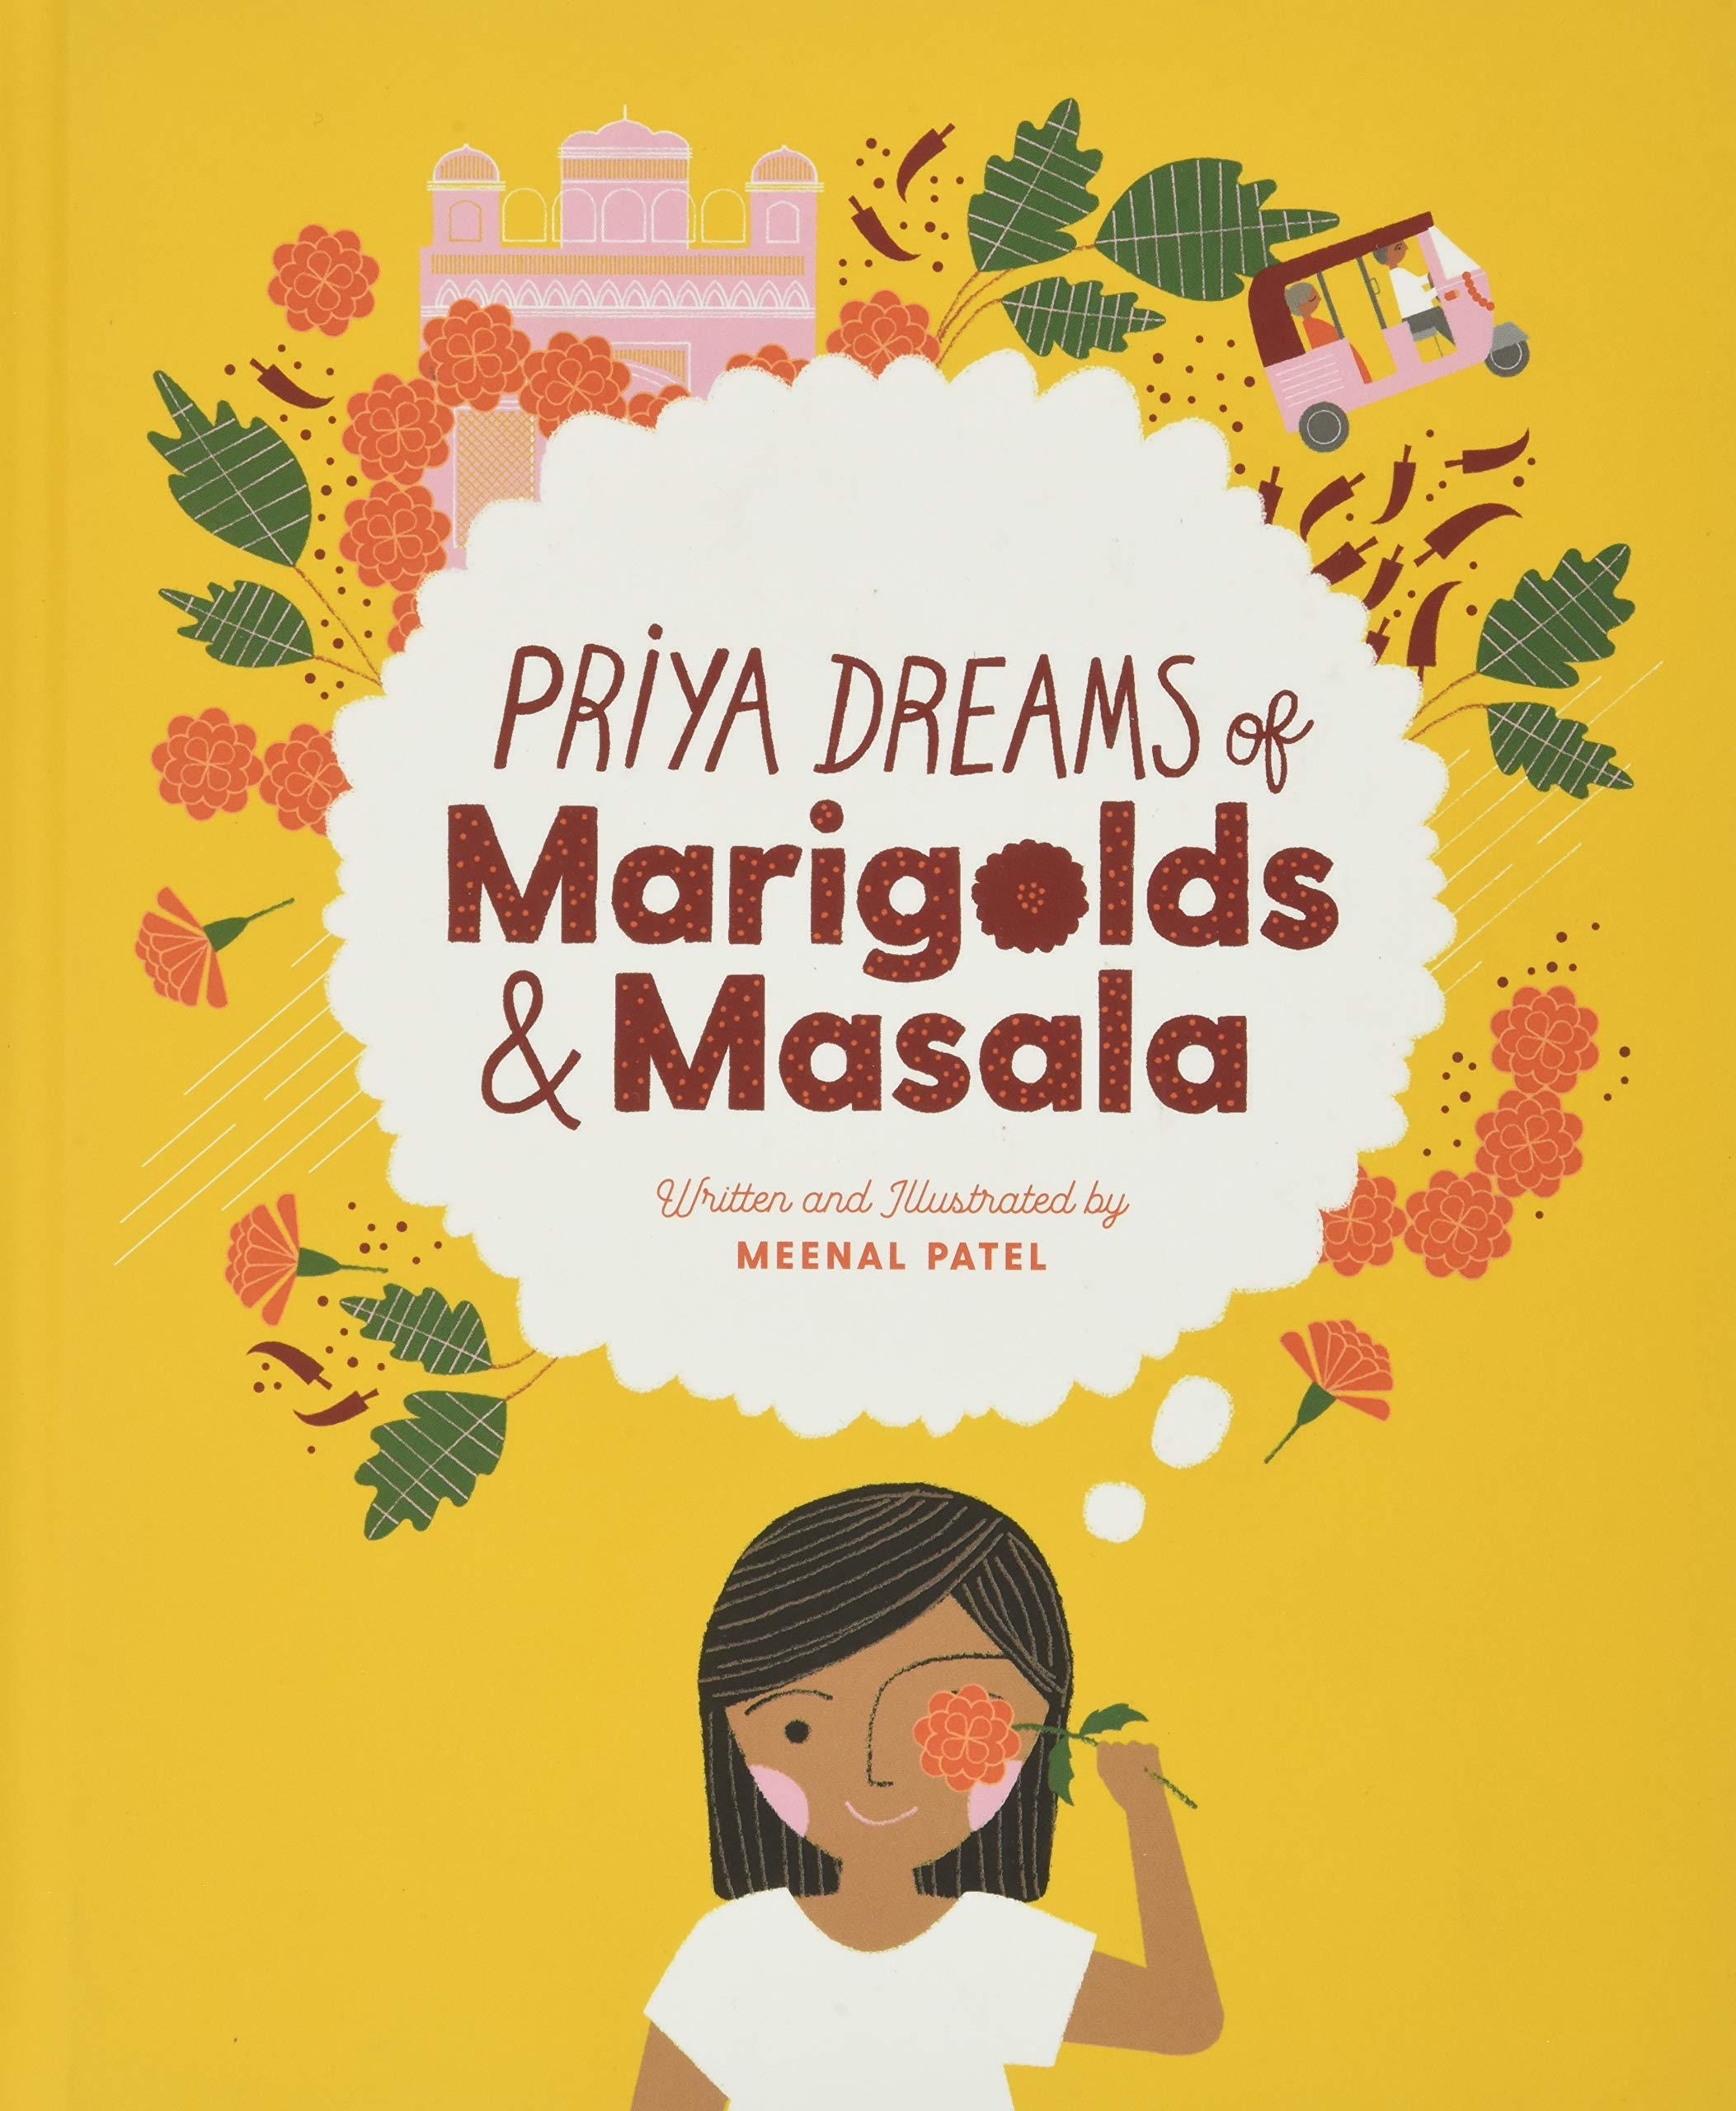 PRiYA DREAMS of
Marigolds
& Masala
Written and Illustrated by
MEENAL PATEL